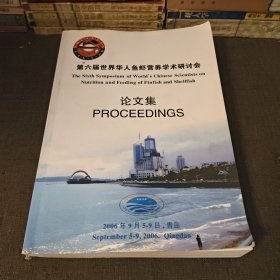 第六届世界华人鱼虾营养学术研讨会
The Sixth Symposium of World's Chinese Scientists on
Nutrition and Feeding of Finfish and Shellfish
论文集
PROCEEDINGS
2006年9月5-9日，青岛
September 5-9, 2006, Qingdao